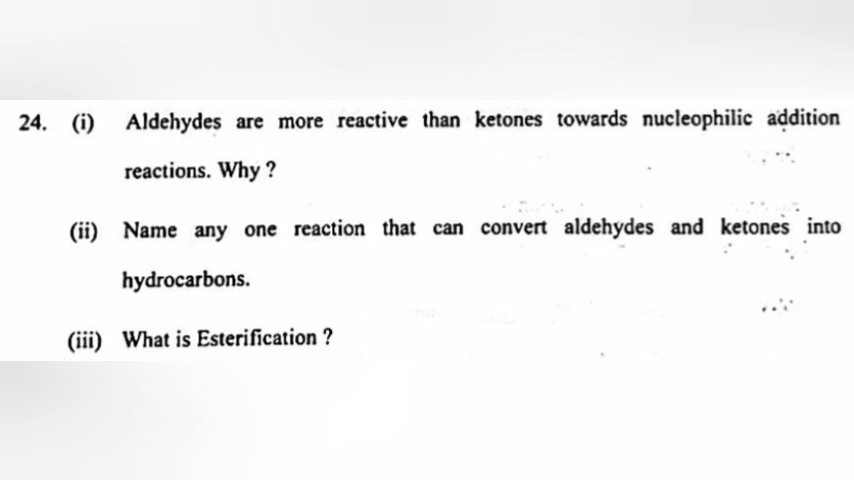 24. (i) Aldehydes are more reactive than ketones towards nucleophilic addition
reactions. Why ?
(ii) Name any one reaction that can convert aldehydes and ketones into
hydrocarbons.
(iii) What is Esterification ?